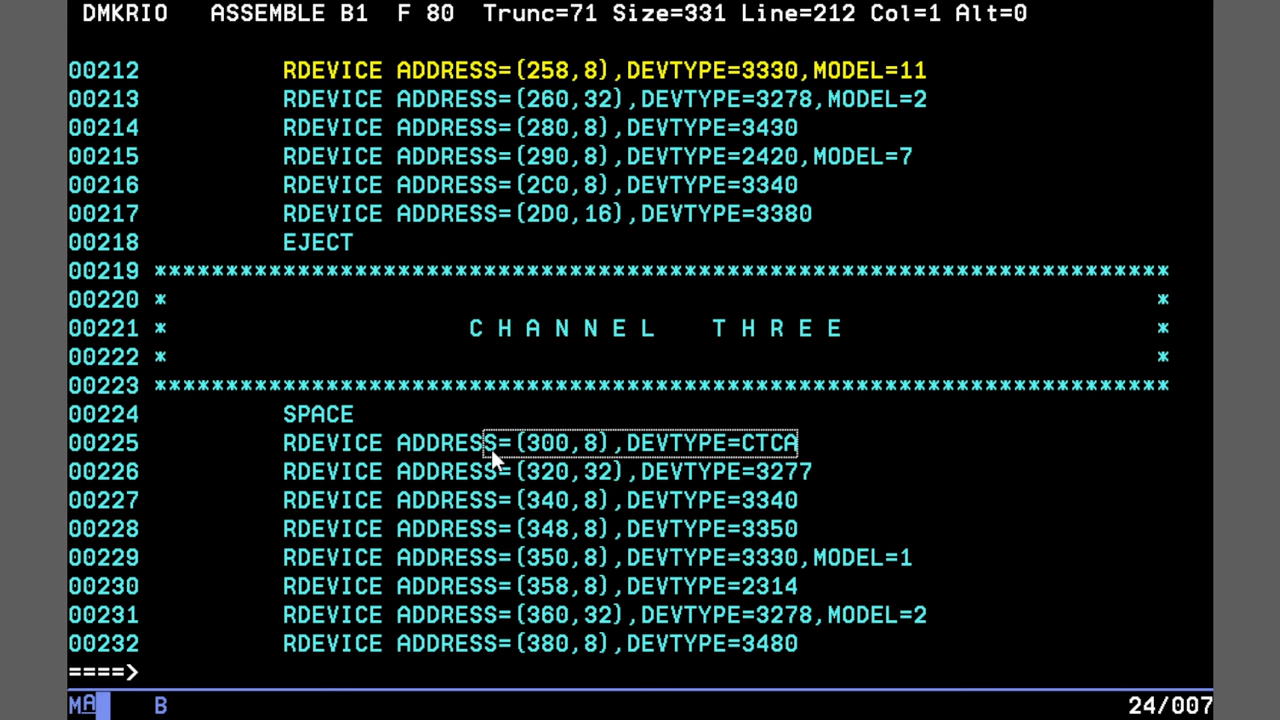 DMKRIO   ASSEMBLE B1  F 80  Trunc=71 Size=331 Line=212 Col=1 Alt=0
00212          RDEVICE ADDRESS=(258,8),DEVTYPE=3330,MODEL=11
00213          RDEVICE ADDRESS=(260,32),DEVTYPE=3278,MODEL=2
00214          RDEVICE ADDRESS=(280,8),DEVTYPE=3430
00215          RDEVICE ADDRESS=(290,8),DEVTYPE=2420,MODEL=7
00216          RDEVICE ADDRESS=(2C0,8),DEVTYPE=3340
00217          RDEVICE ADDRESS=(2D0,16),DEVTYPE=3380
00218          EJECT
00219 ***********************************************************************
00220 *                                                                     *
00221 *                     C H A N N E L    T H R E E                      *
00222 *                                                                     *
00223 ***********************************************************************
00224          SPACE
00225          RDEVICE ADDRESS=(300,8),DEVTYPE=CTCA
00226          RDEVICE ADDRESS=(320,32),DEVTYPE=3277
00227          RDEVICE ADDRESS=(340,8),DEVTYPE=3340
00228          RDEVICE ADDRESS=(348,8),DEVTYPE=3350
00229          RDEVICE ADDRESS=(350,8),DEVTYPE=3330,MODEL=1
00230          RDEVICE ADDRESS=(358,8),DEVTYPE=2314
00231          RDEVICE ADDRESS=(360,32),DEVTYPE=3278,MODEL=2
00232          RDEVICE ADDRESS=(380,8),DEVTYPE=3480
====>
MA    B    24/007